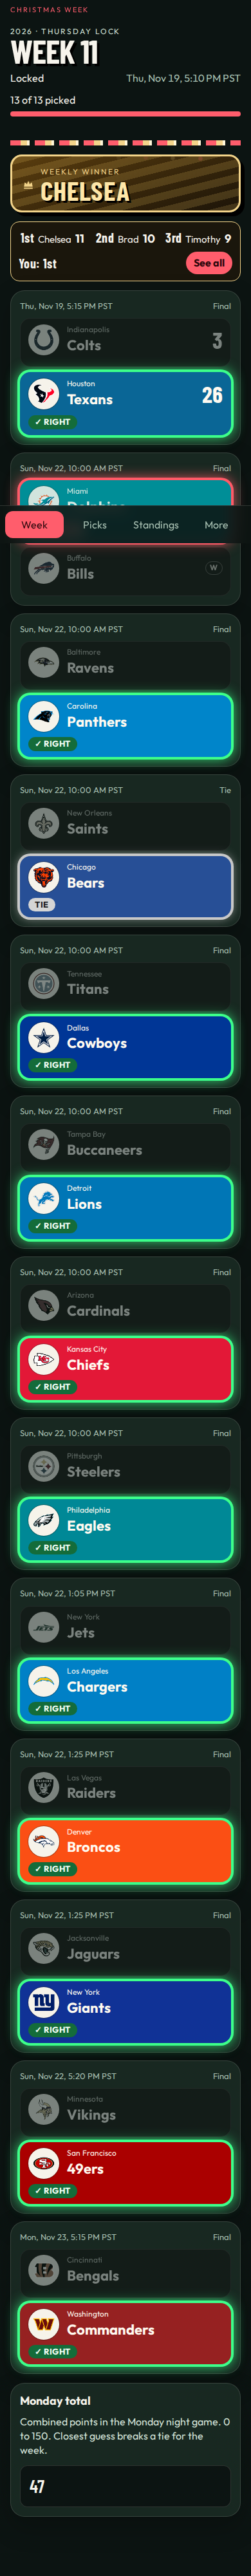 CHRISTMAS WEEK
2026 · THURSDAY LOCK
WEEK 11
Locked
Thu, Nov 19, 5:10 PM PST
13 of 13 picked
WEEKLY WINNER
CHELSEA
1st Chelsea 11 2nd Brad 10 3rd Timothy 9
You: 1st
See all
Thu, Nov 19, 5:15 PM PST Final
Indianapolis
Colts 3
Houston
Texans 26
✓ RIGHT
Sun, Nov 22, 10:00 AM PST Final
Miami
Week Picks Standings More
Buffalo
Bills W
Sun, Nov 22, 10:00 AM PST Final
Baltimore
Ravens
Carolina
Panthers
✓ RIGHT
Sun, Nov 22, 10:00 AM PST Tie
New Orleans
Saints
Chicago
Bears
TIE
Sun, Nov 22, 10:00 AM PST Final
Tennessee
Titans
Dallas
Cowboys
✓ RIGHT
Sun, Nov 22, 10:00 AM PST Final
Tampa Bay
Buccaneers
Detroit
Lions
✓ RIGHT
Sun, Nov 22, 10:00 AM PST Final
Arizona
Cardinals
Kansas City
Chiefs
✓ RIGHT
Sun, Nov 22, 10:00 AM PST Final
Pittsburgh
Steelers
Philadelphia
Eagles
✓ RIGHT
Sun, Nov 22, 1:05 PM PST Final
New York
Jets
Los Angeles
Chargers
✓ RIGHT
Sun, Nov 22, 1:25 PM PST Final
Las Vegas
Raiders
Denver
Broncos
✓ RIGHT
Sun, Nov 22, 1:25 PM PST Final
Jacksonville
Jaguars
New York
Giants
✓ RIGHT
Sun, Nov 22, 5:20 PM PST Final
Minnesota
Vikings
San Francisco
49ers
✓ RIGHT
Mon, Nov 23, 5:15 PM PST Final
Cincinnati
Bengals
Washington
Commanders
✓ RIGHT
Monday total
Combined points in the Monday night game. 0
to 150. Closest guess breaks a tie for the
week.
47